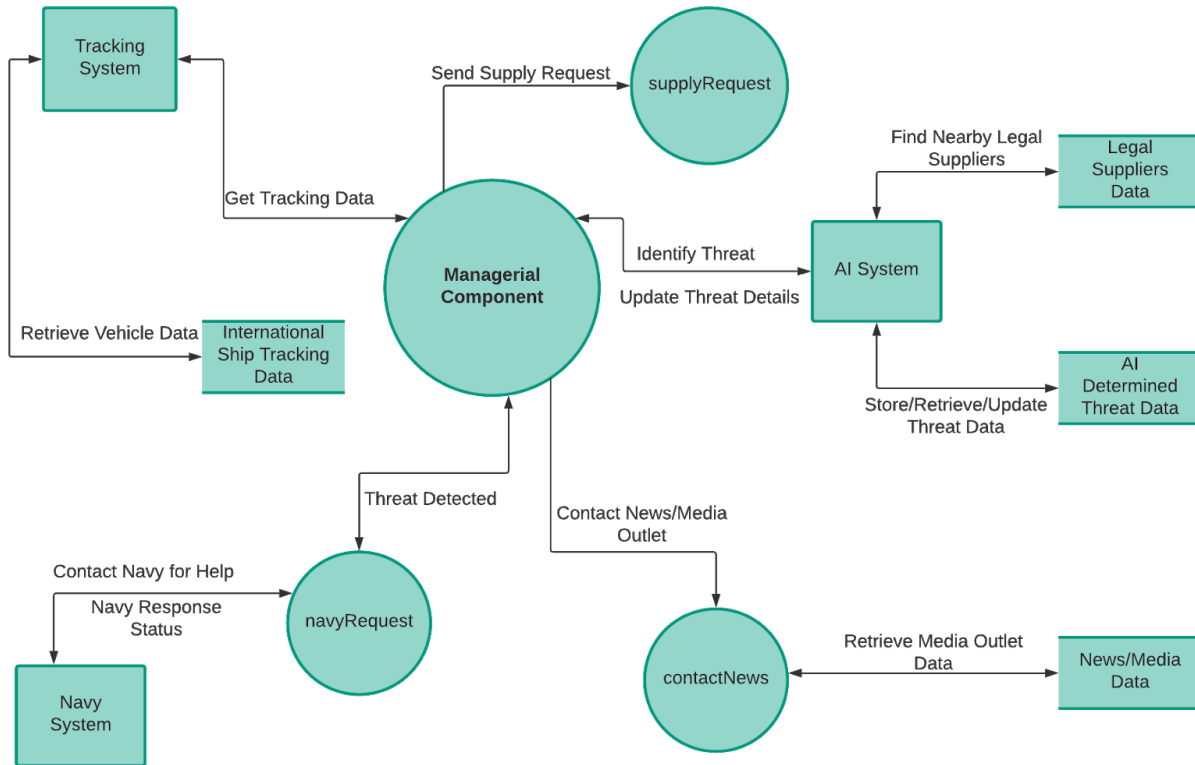 Tracking
System
Send Supply Request
supplyRequest
Find Nearby Legal
Suppliers
Legal
Suppliers
Data
Get Tracking Data
Managerial
Component
Identify Threat
Update Threat Details
AI System
Retrieve Vehicle Data
International
Ship Tracking
Data
Store/Retrieve/Update
Threat Data
AI
Determined
Threat Data
Threat Detected
Contact News/Media
Outlet
Contact Navy for Help
Navy Response
Status
navyRequest
Navy
System
contactNews
Retrieve Media Outlet
Data
News/Media
Data